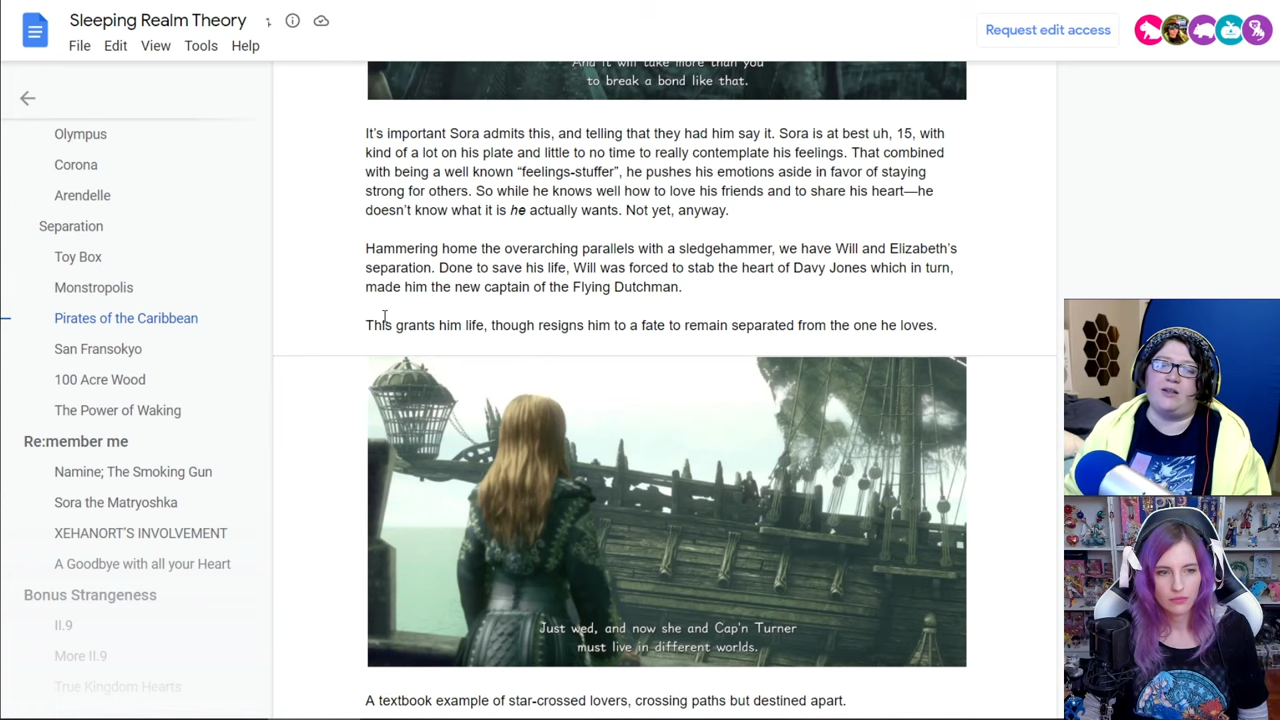 Sleeping Realm Theory
File Edit View Tools Help
Request edit access
Olympus
Corona
Arendelle
Separation
Toy Box
Monstropolis
Pirates of the Caribbean
San Fransokyo
100 Acre Wood
The Power of Waking
Re:member me
Namine; The Smoking Gun
Sora the Matryoshka
XEHANORT'S INVOLVEMENT
A Goodbye with all your Heart
Bonus Strangeness
II.9
More II.9
True Kingdom Hearts
And it will take more than you
to break a bond like that.
It's important Sora admits this, and telling that they had him say it. Sora is at best uh, 15, with
kind of a lot on his plate and little to no time to really contemplate his feelings. That combined
with being a well known “feelings-stuffer”, he pushes his emotions aside in favor of staying
strong for others. So while he knows well how to love his friends and to share his heart—he
doesn't know what it is he actually wants. Not yet, anyway.
Hammering home the overarching parallels with a sledgehammer, we have Will and Elizabeth's
separation. Done to save his life, Will was forced to stab the heart of Davy Jones which in turn,
made him the new captain of the Flying Dutchman.
This grants him life, though resigns him to a fate to remain separated from the one he loves.
Just wed, and now she and Cap'n Turner
must live in different worlds.
A textbook example of star-crossed lovers, crossing paths but destined apart.